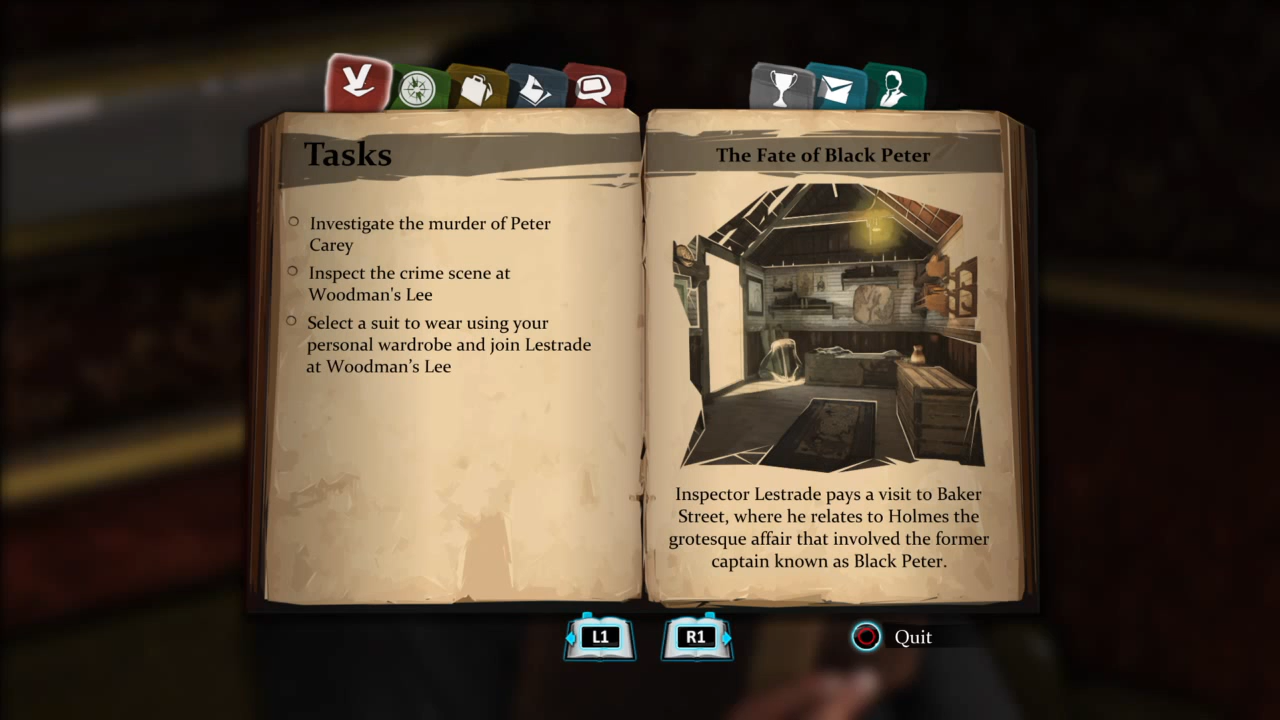 Tasks
Investigate the murder of Peter
Carey
Inspect the crime scene at
Woodman's Lee
Select a suit to wear using your
personal wardrobe and join Lestrade
at Woodman’s Lee
The Fate of Black Peter
Inspector Lestrade pays a visit to Baker
Street, where he relates to Holmes the
grotesque affair that involved the former
captain known as Black Peter.
L1
R1
Quit